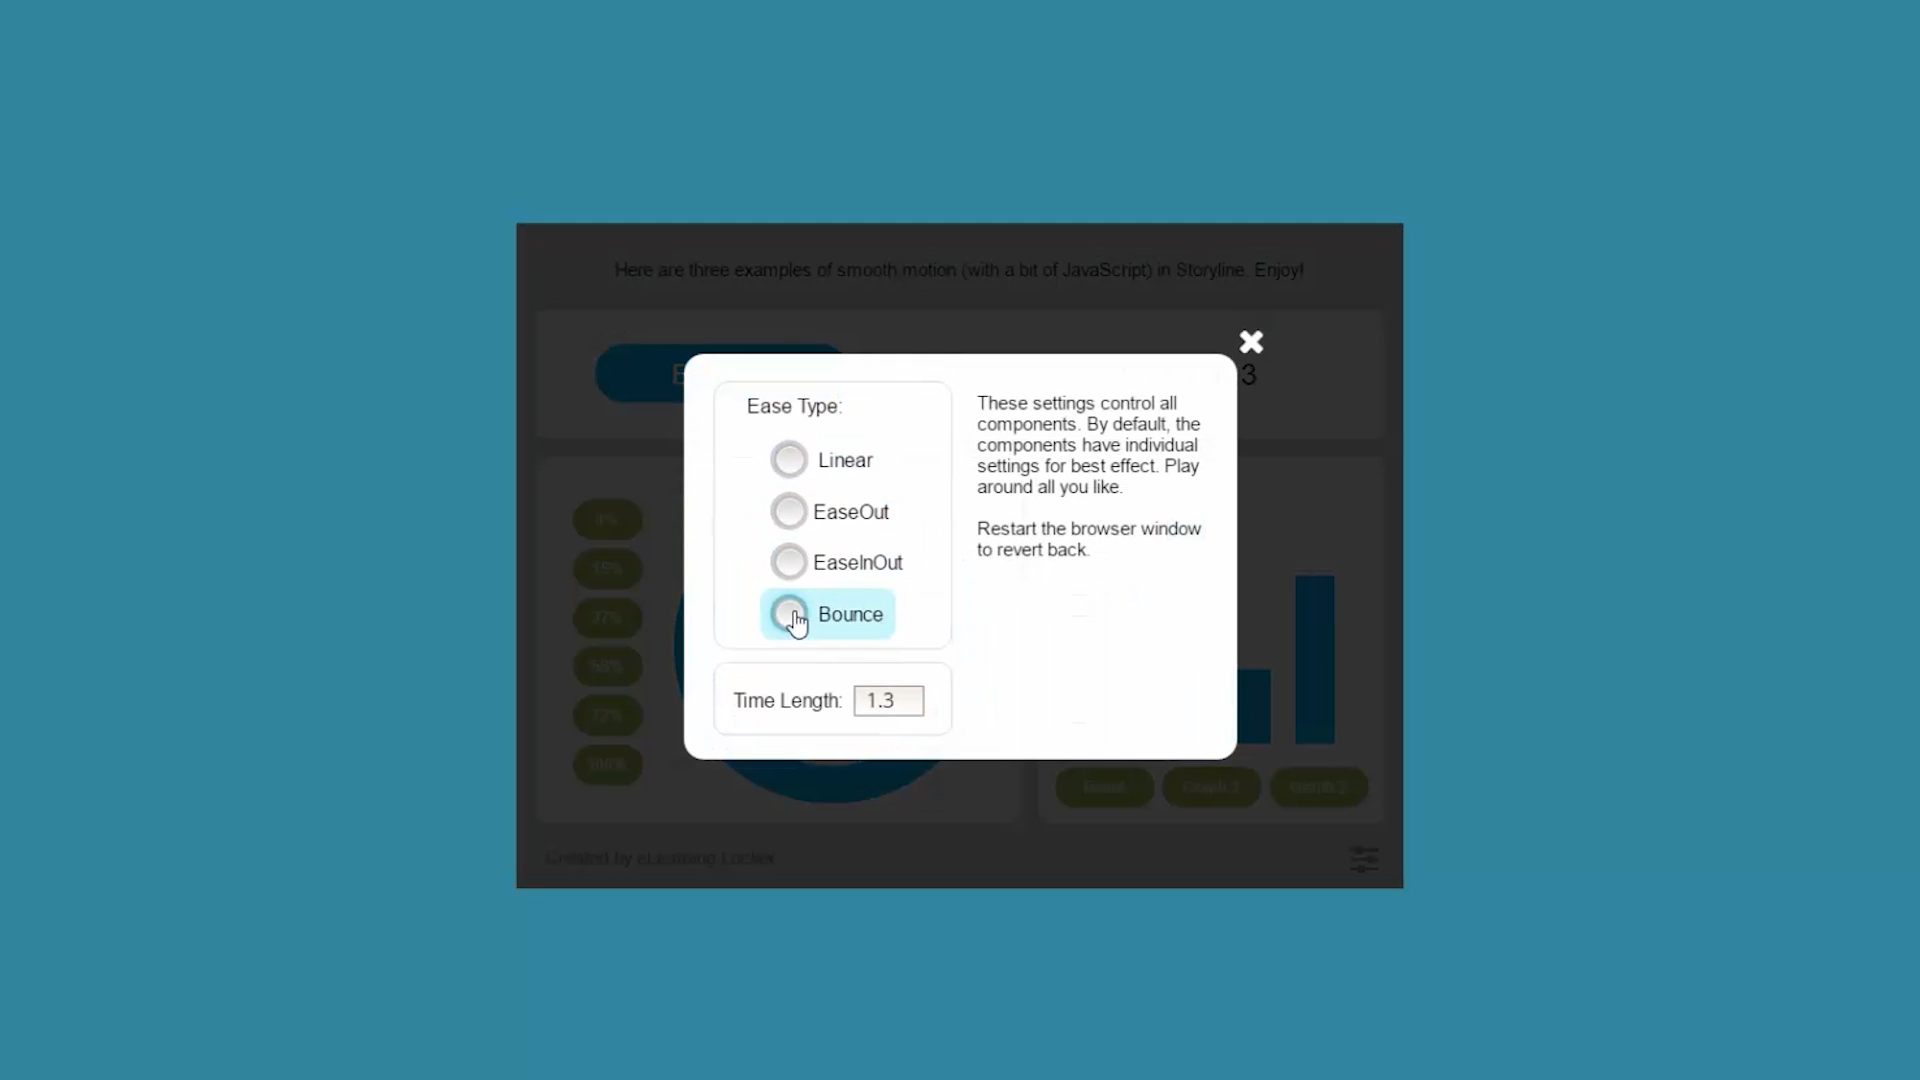 Here are three examples of smooth motion (with a bit of JavaScript) in Storyline. Enjoy!
3
Ease Type:
Linear
EaseOut
EaseInOut
Bounce
Time Length: 1.3
These settings control all
components. By default, the
components have individual
settings for best effect. Play
around all you like.
Restart the browser window
to revert back.
72%
100%
Created by eLearning Locker